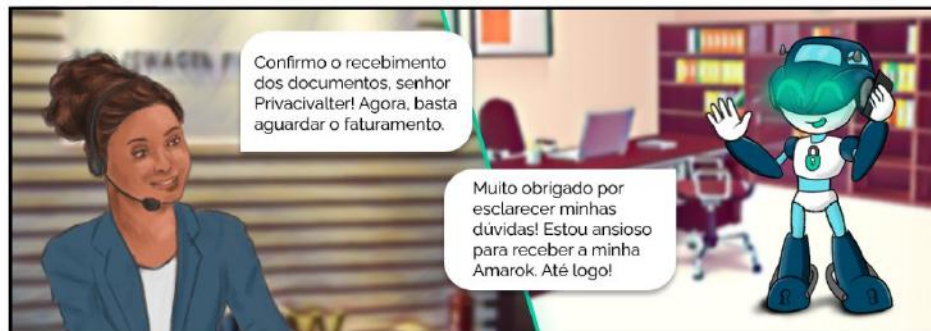 Confirmo o recebimento
dos documentos, senhor
Privacivalter! Agora, basta
aguardar o faturamento.
Muito obrigado por
esclarecer minhas
dúvidas! Estou ansioso
para receber a minha
Amarok. Até logo!